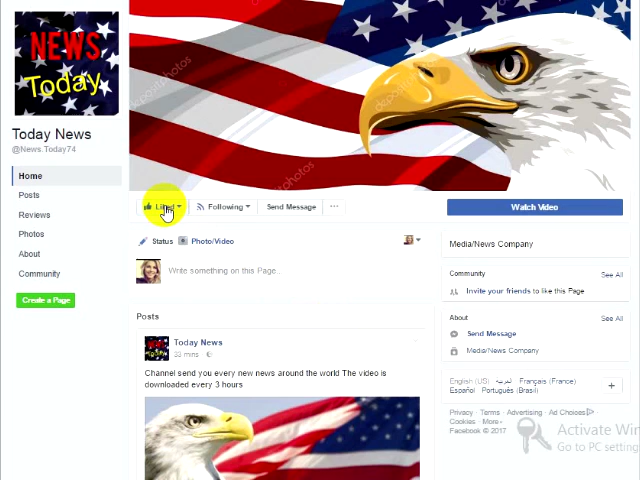 NEWS
Today
Today News
@News.Today74
Home
Posts
Reviews
Photos
About
Community
Create a Page
depositphotos
depositphotos
depositphotos
Liked
Following
Send Message
...
Watch Video
Status
Photo/Video
Write something on this Page..
Posts
Today News
33 mins
Channel send you every new news around the world The video is
downloaded every 3 hours
Media/News Company
Community
See All
Invite your friends to like this Page
About
See All
Send Message
Media/News Company
English (US) · العربية · Français (France) ·
Español · Português (Brasil)
+
Privacy · Terms · Advertising · Ad Choices ·
Cookies · More
Facebook © 2017
Activate Win
Go to PC settings